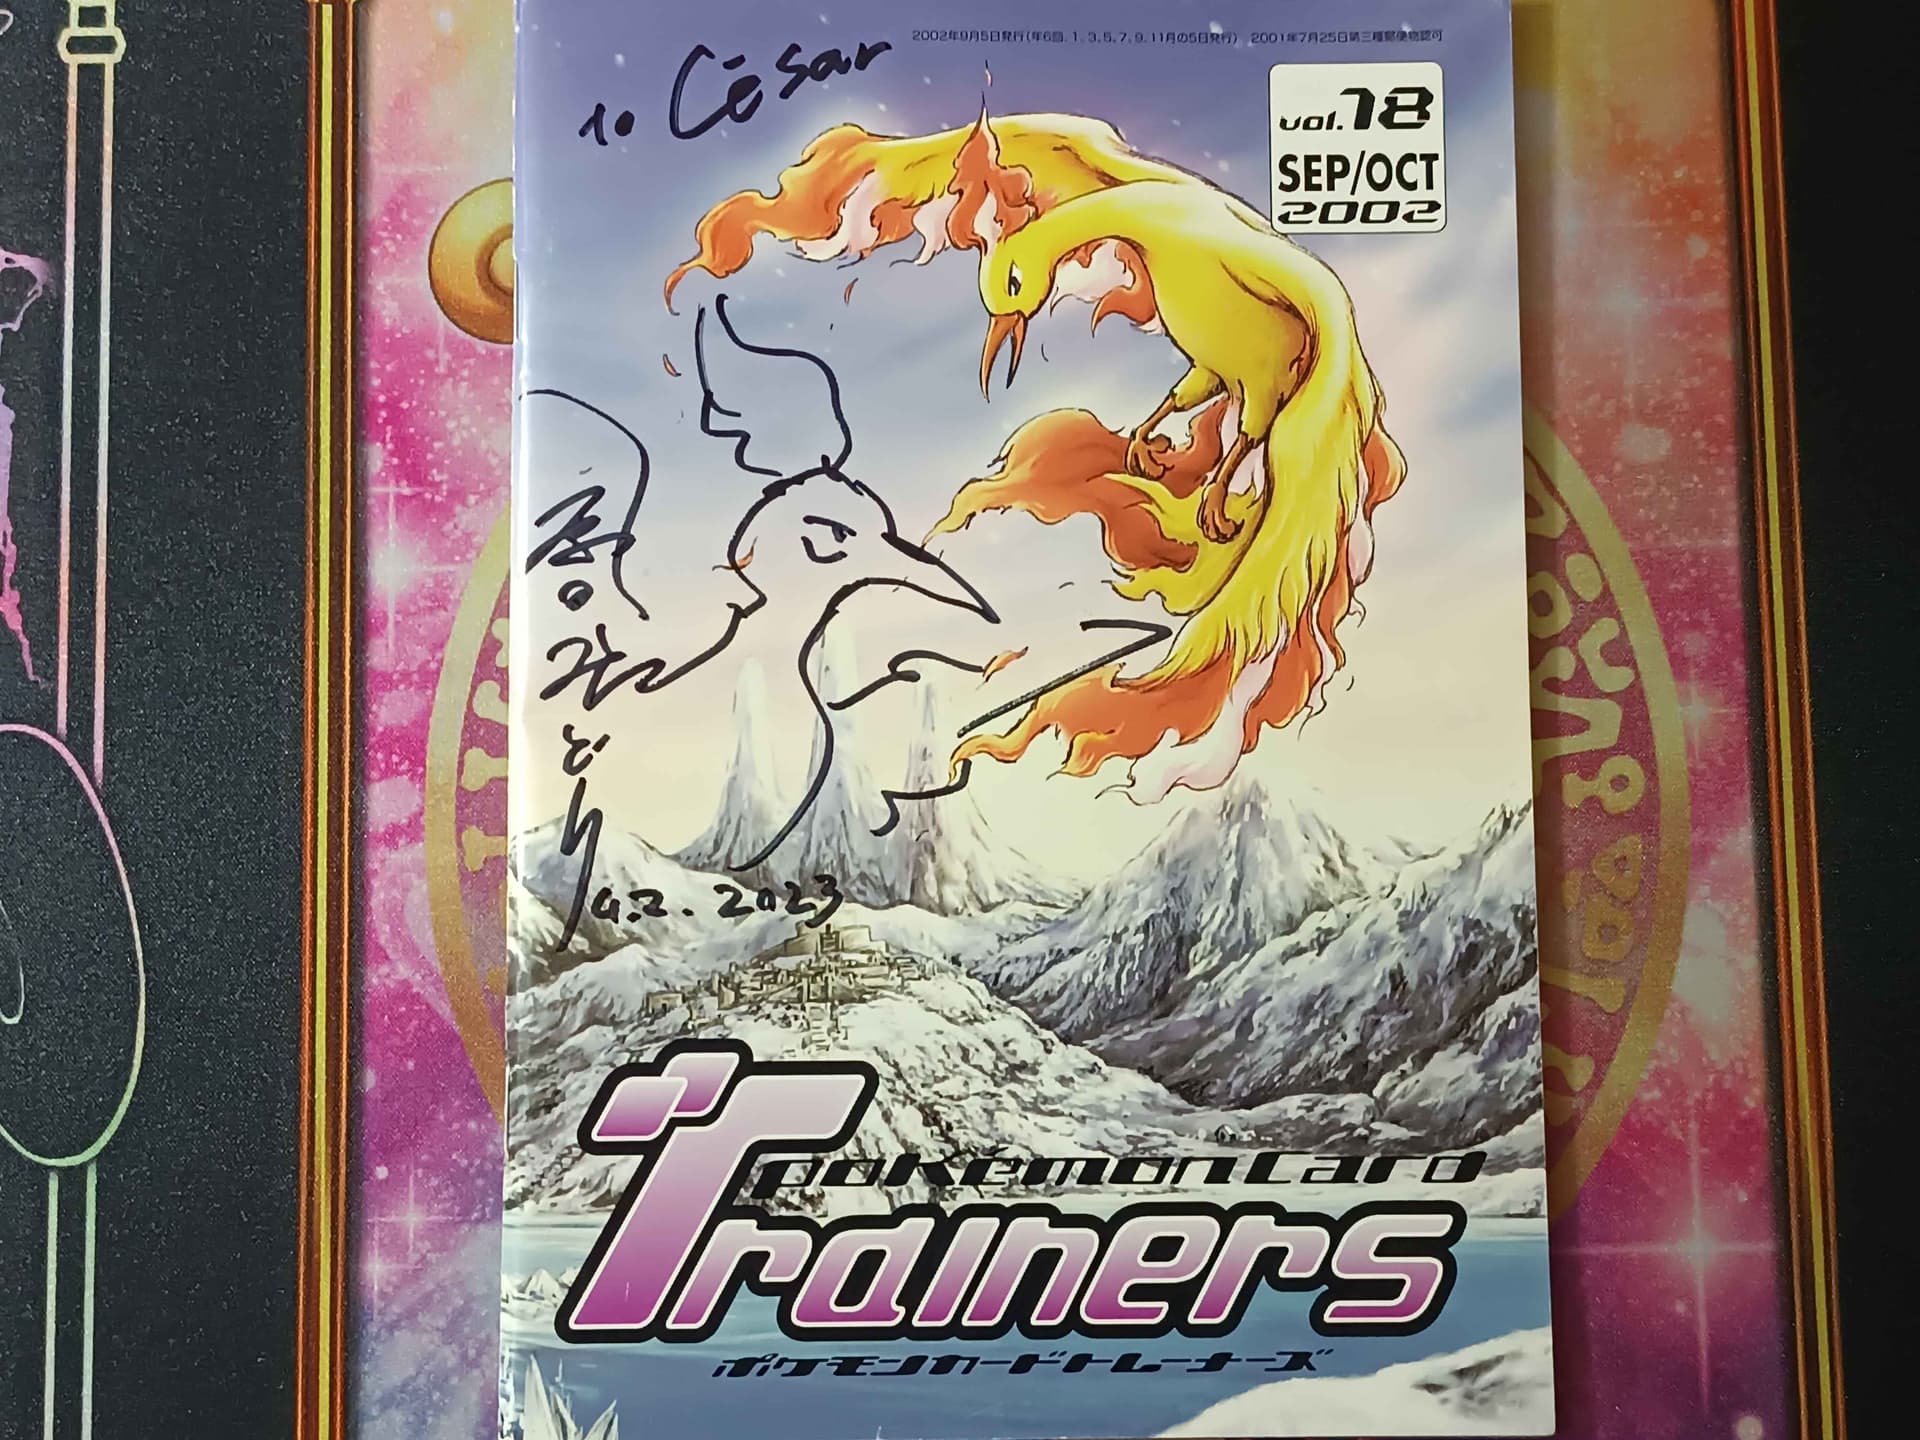 2002年9月5日発行(年6回、1.3.5.7.9.11月の5日発行) 2001年7月25日第三種郵便物認可
to César
vol.18
SEP/OCT
2002
2023
Pokémon Card
Trainers
ポケモンカードトレーナーズ